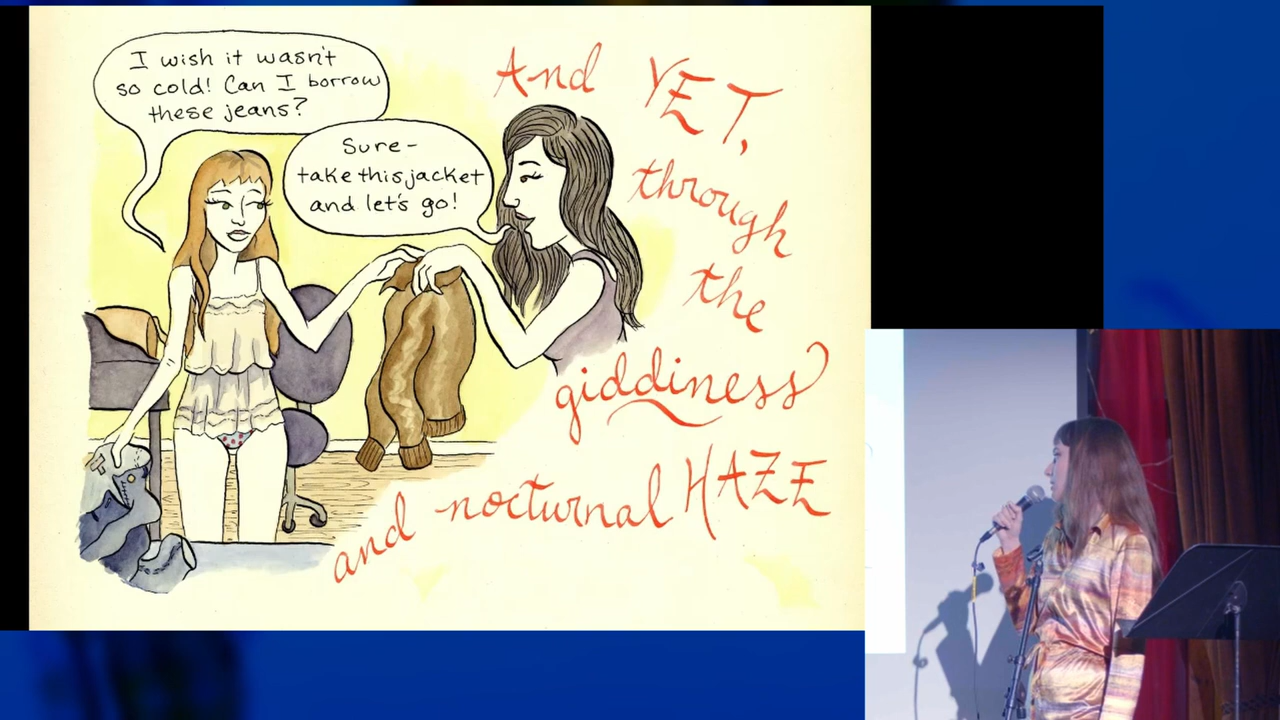 I wish it wasn't
so cold! Can I borrow
these jeans?
Sure-
take this jacket
and let's go!
And YET,
through
the
giddiness
and nocturnal HAZE